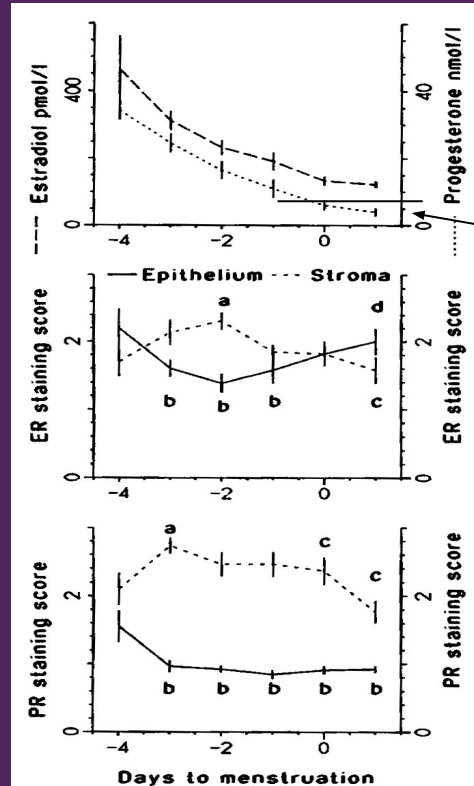 --- Estradiol pmol/l
400
0
40
0
······ Progesterone nmol/l
-4 -2 0
— Epithelium --- Stroma
ER staining score
2
0
a d
b b b c
2
0
ER staining score
-4 -2 0
PR staining score
2
0
a c c
b b b b b
2
0
PR staining score
-4 -2 0
Days to menstruation